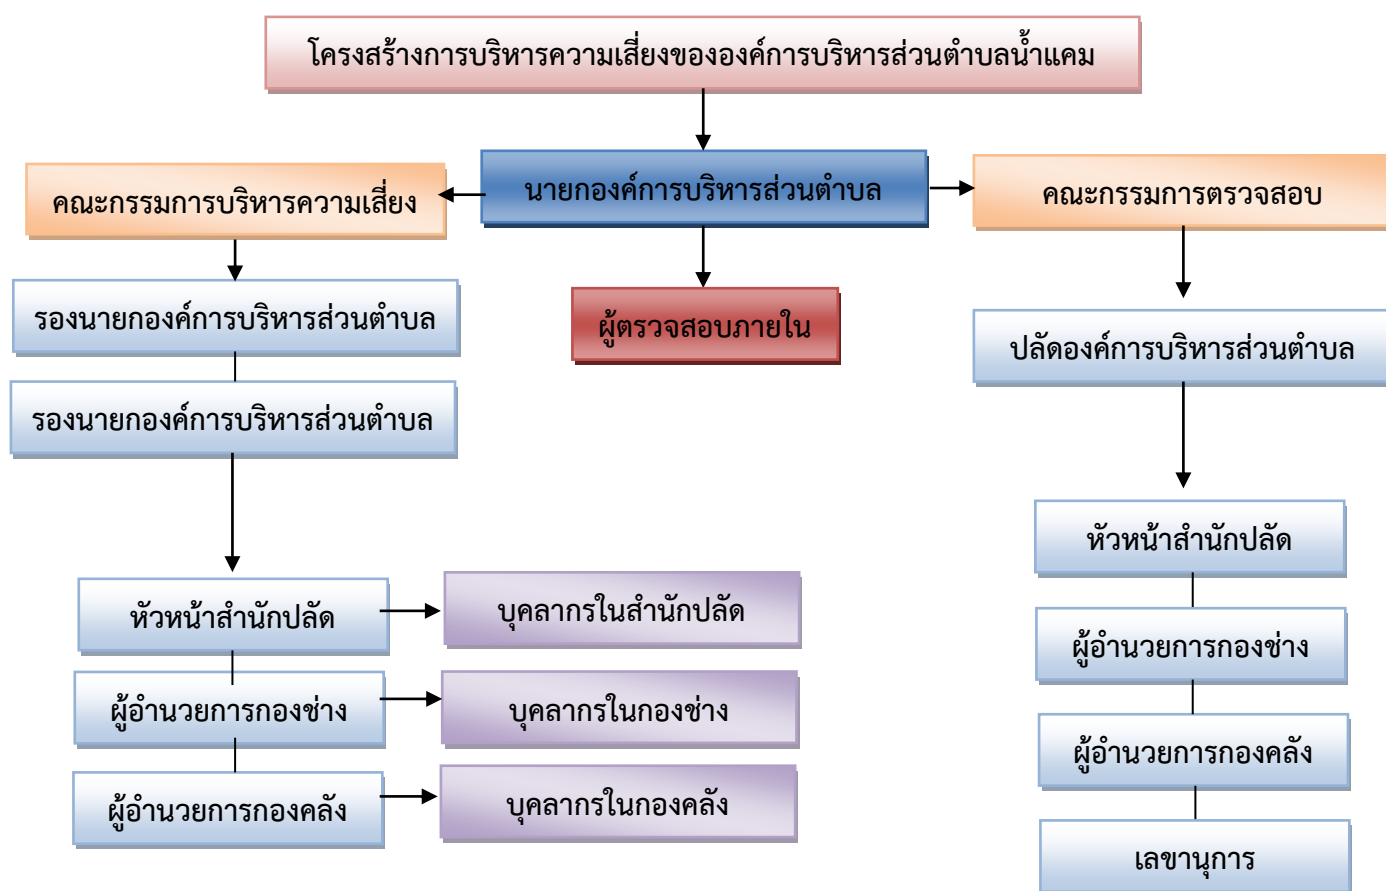 โครงสร้างการบริหารความเสี่ยงขององค์การบริหารส่วนตำบลน้ำแคม
นายกองค์การบริหารส่วนตำบล
คณะกรรมการบริหารความเสี่ยง
คณะกรรมการตรวจสอบ
รองนายกองค์การบริหารส่วนตำบล
ผู้ตรวจสอบภายใน
ปลัดองค์การบริหารส่วนตำบล
รองนายกองค์การบริหารส่วนตำบล
หัวหน้าสำนักปลัด
หัวหน้าสำนักปลัด
บุคลากรในสำนักปลัด
ผู้อำนวยการกองช่าง
ผู้อำนวยการกองช่าง
บุคลากรในกองช่าง
ผู้อำนวยการกองคลัง
ผู้อำนวยการกองคลัง
บุคลากรในกองคลัง
เลขานุการ